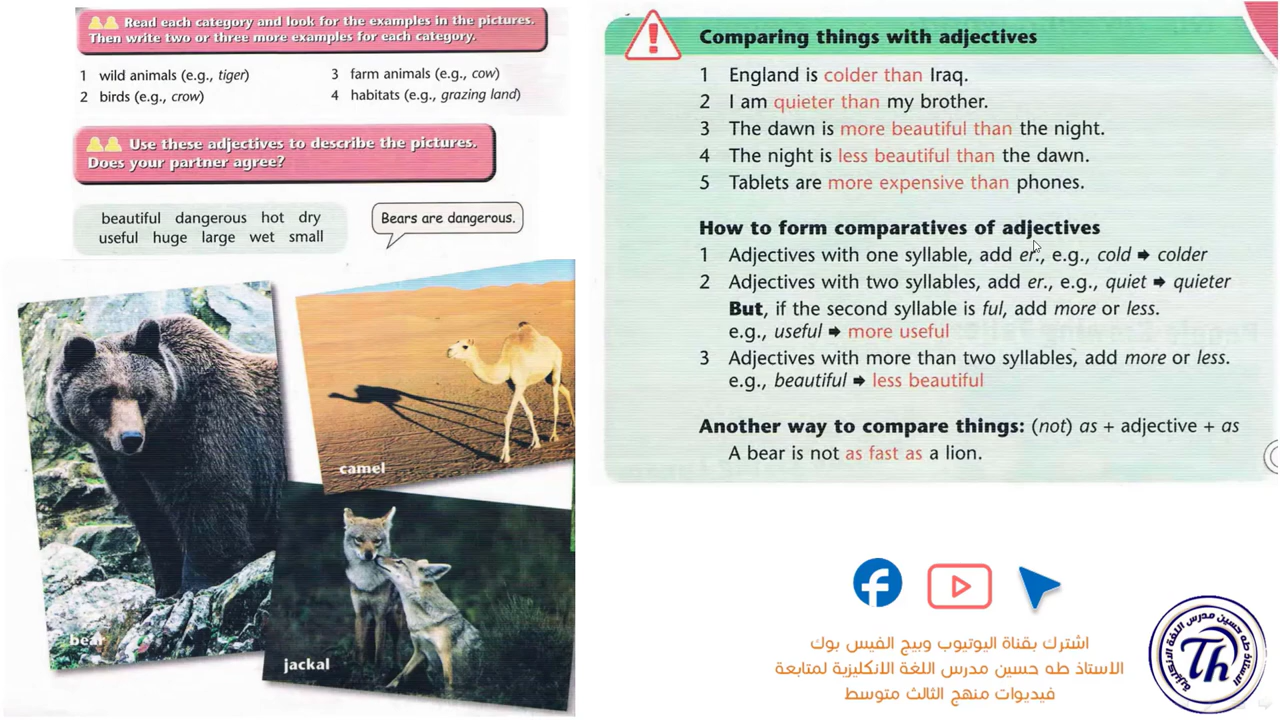 Read each category and look for the examples in the pictures.
Then write two or three more examples for each category.
1 wild animals (e.g., tiger)
2 birds (e.g., crow)
3 farm animals (e.g., cow)
4 habitats (e.g., grazing land)
Use these adjectives to describe the pictures.
Does your partner agree?
beautiful dangerous hot dry
useful huge large wet small
Bears are dangerous.
camel
bear
jackal
Comparing things with adjectives
1 England is colder than Iraq.
2 I am quieter than my brother.
3 The dawn is more beautiful than the night.
4 The night is less beautiful than the dawn.
5 Tablets are more expensive than phones.
How to form comparatives of adjectives
1 Adjectives with one syllable, add er., e.g., cold ➡ colder
2 Adjectives with two syllables, add er., e.g., quiet ➡ quieter
But, if the second syllable is ful, add more or less.
e.g., useful ➡ more useful
3 Adjectives with more than two syllables, add more or less.
e.g., beautiful ➡ less beautiful
Another way to compare things: (not) as + adjective + as
A bear is not as fast as a lion.
اشترك بقناة اليوتيوب وبيج الفيس بوك
الاستاذ طه حسين مدرس اللغة الانكليزية لمتابعة
فيديوات منهج الثالث متوسط
Th
الاستاذ طه حسين مدرس اللغة الانكليزية